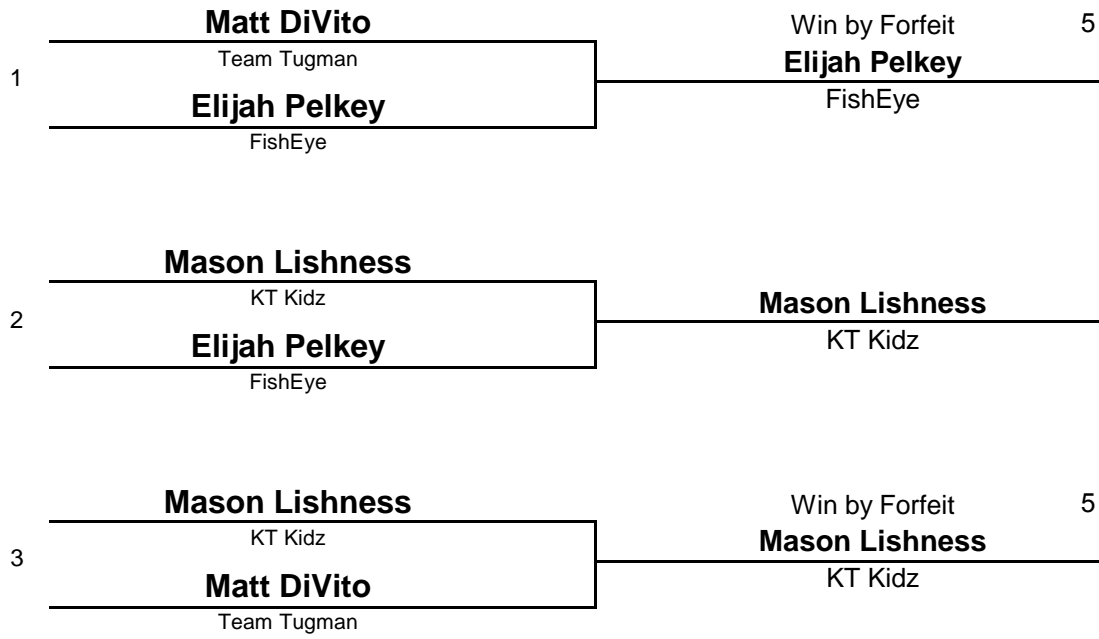 Matt DiVito
Team Tugman
1
Elijah Pelkey
FishEye
Win by Forfeit 5
Elijah Pelkey
FishEye
Mason Lishness
KT Kidz
2
Elijah Pelkey
FishEye
Mason Lishness
KT Kidz
Mason Lishness
KT Kidz
3
Matt DiVito
Team Tugman
Win by Forfeit 5
Mason Lishness
KT Kidz